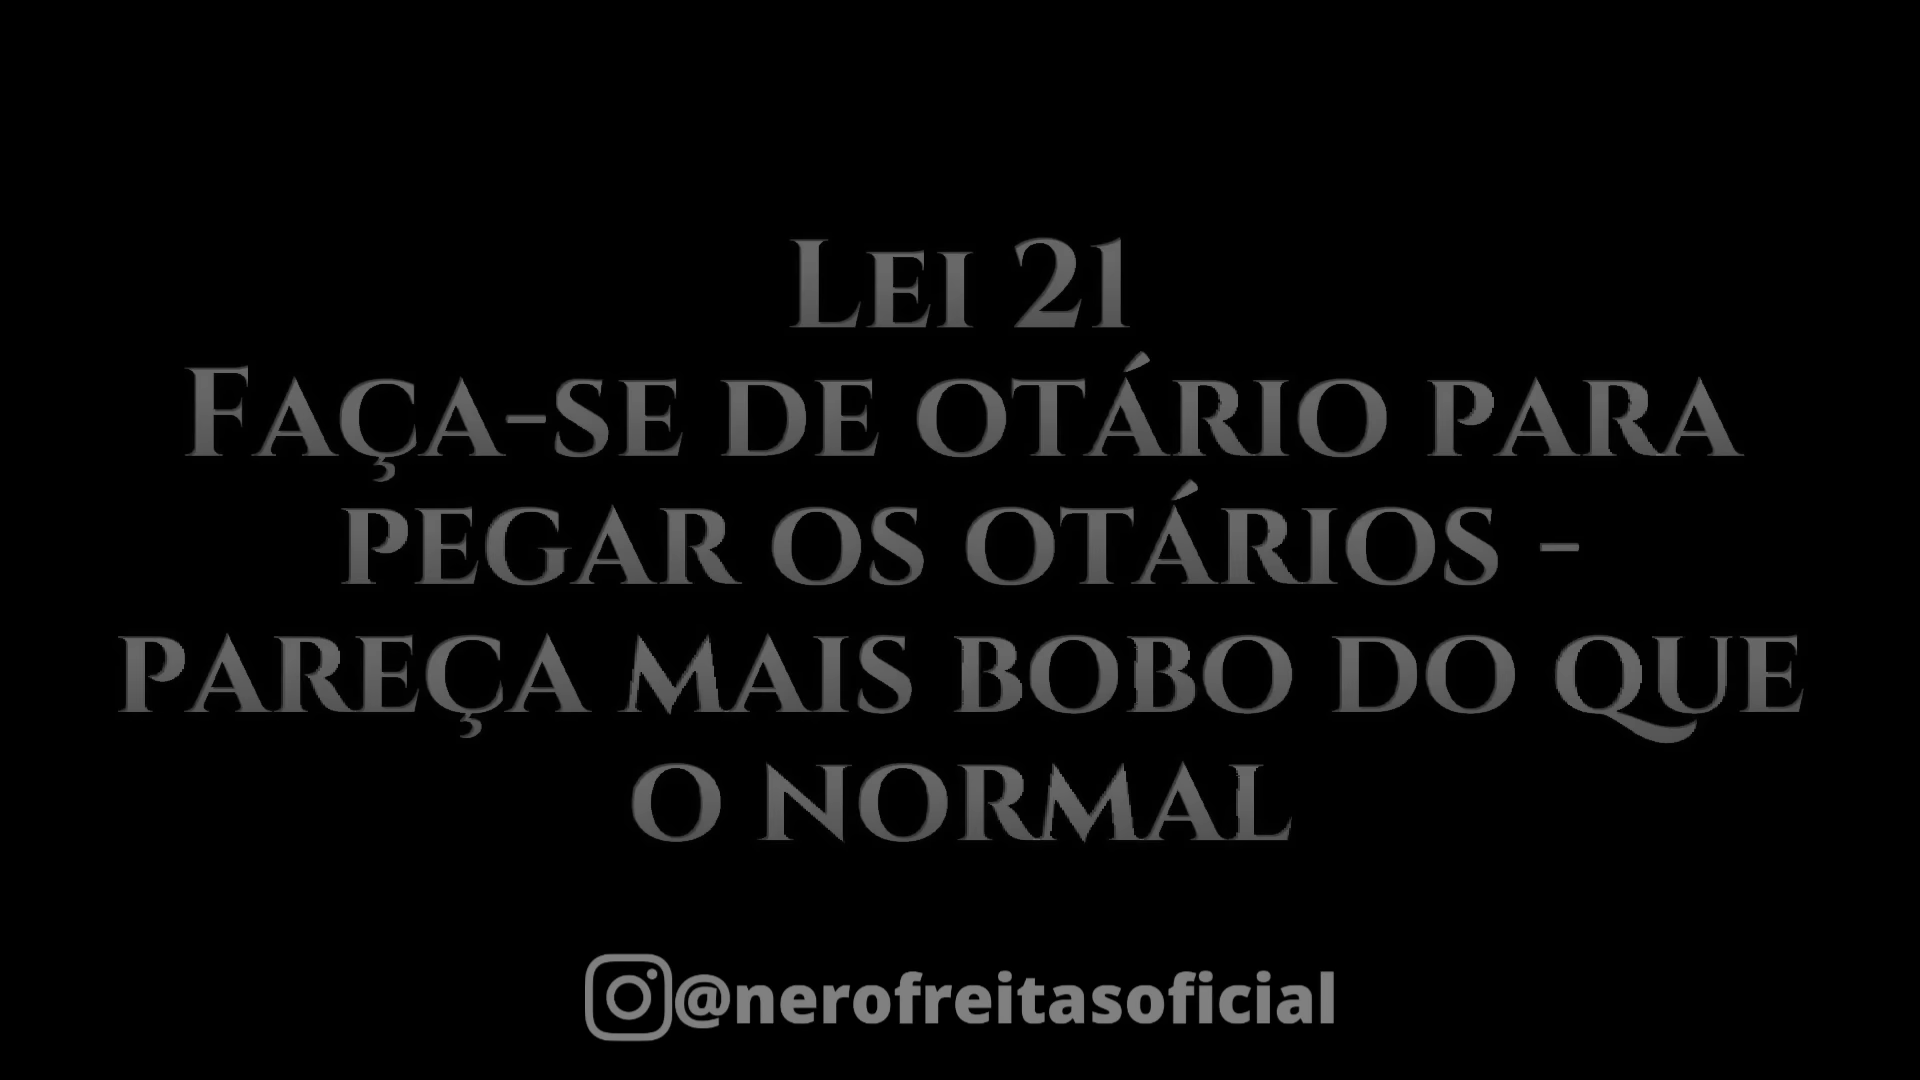 Lei 21
Faça-se de otário para
pegar os otários -
pareça mais bobo do que
o normal
@nerofreitasoficial